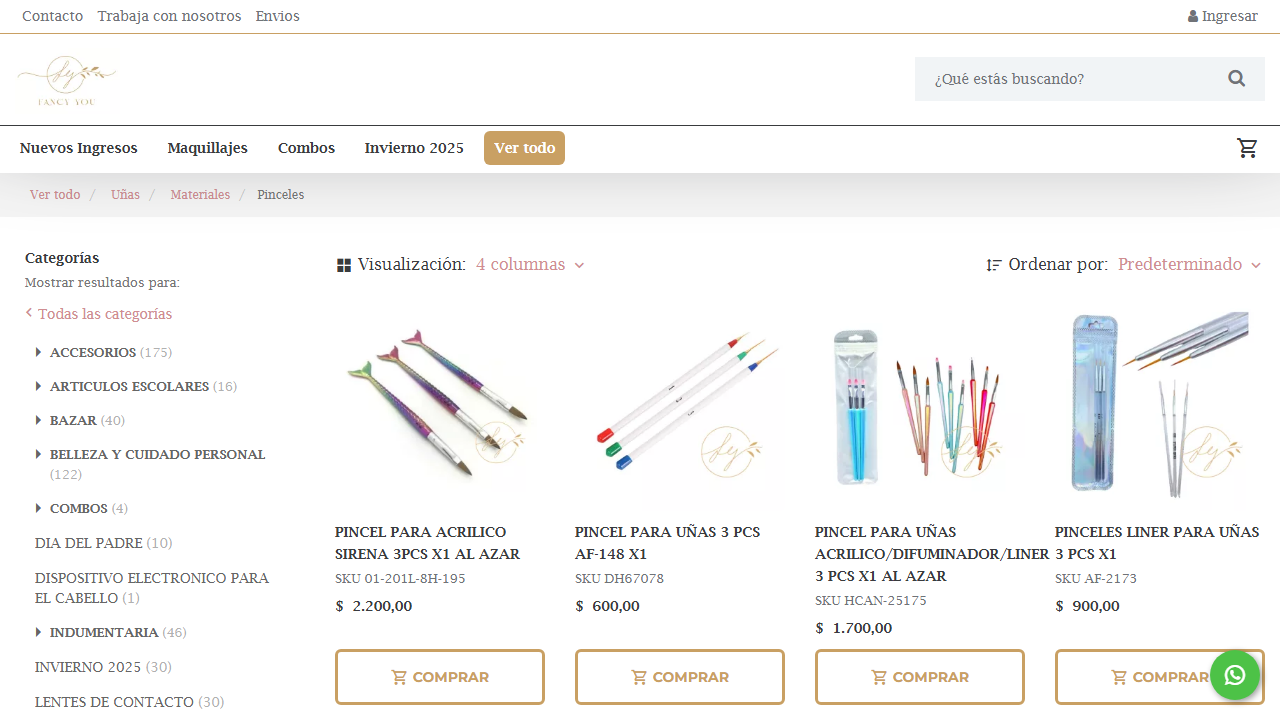 Contacto Trabaja con nosotros Envios
Ingresar
fy
FANCY YOU
¿Qué estás buscando?
Nuevos Ingresos Maquillajes Combos Invierno 2025 Ver todo
Ver todo / Uñas / Materiales / Pinceles
Categorías
Mostrar resultados para:
Todas las categorías
ACCESORIOS (175)
ARTICULOS ESCOLARES (16)
BAZAR (40)
BELLEZA Y CUIDADO PERSONAL
(122)
COMBOS (4)
DIA DEL PADRE (10)
DISPOSITIVO ELECTRONICO PARA
EL CABELLO (1)
INDUMENTARIA (46)
INVIERNO 2025 (30)
LENTES DE CONTACTO (30)
Visualización: 4 columnas
Ordenar por: Predeterminado
fy
PINCEL PARA ACRILICO
SIRENA 3PCS X1 AL AZAR
SKU 01-201L-8H-195
$ 2.200,00
COMPRAR
fy
PINCEL PARA UÑAS 3 PCS
AF-148 X1
SKU DH67078
$ 600,00
COMPRAR
fy
PINCEL PARA UÑAS
ACRILICO/DIFUMINADOR/LINER
3 PCS X1 AL AZAR
SKU HCAN-25175
$ 1.700,00
COMPRAR
fy
PINCELES LINER PARA UÑAS
3 PCS X1
SKU AF-2173
$ 900,00
COMPRAR